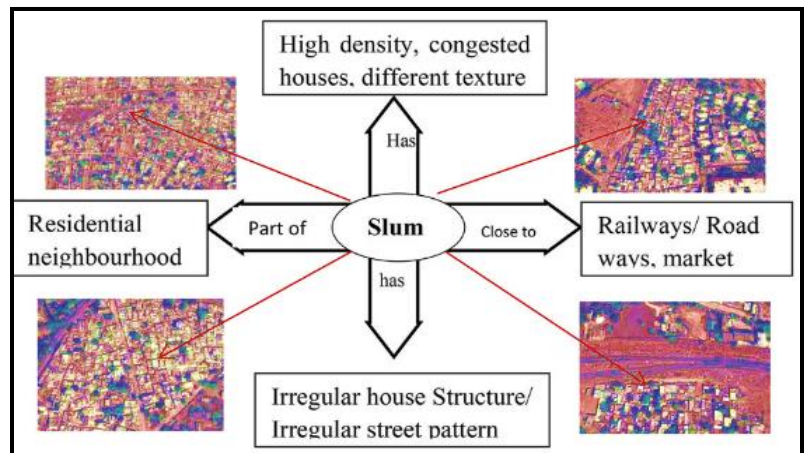 High density, congested
houses, different texture
Has
Residential
neighbourhood
Part of
Slum
Close to
Railways/ Road
ways, market
has
Irregular house Structure/
Irregular street pattern